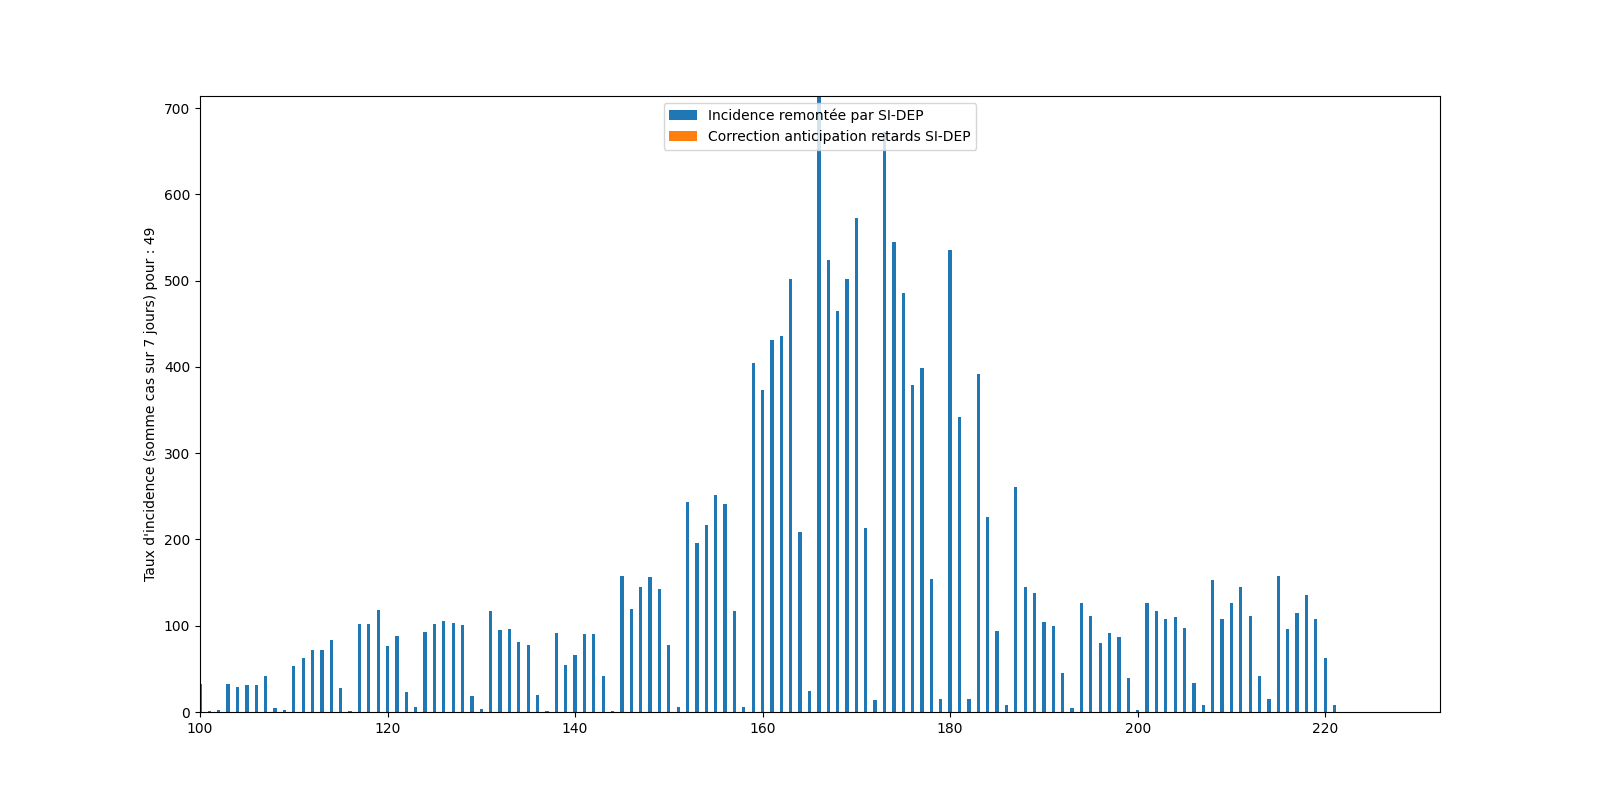 Incidence remontée par SI-DEP
Correction anticipation retards SI-DEP
Taux d'incidence (somme cas sur 7 jours) pour : 49
700
600
500
400
300
200
100
0
100 120 140 160 180 200 220